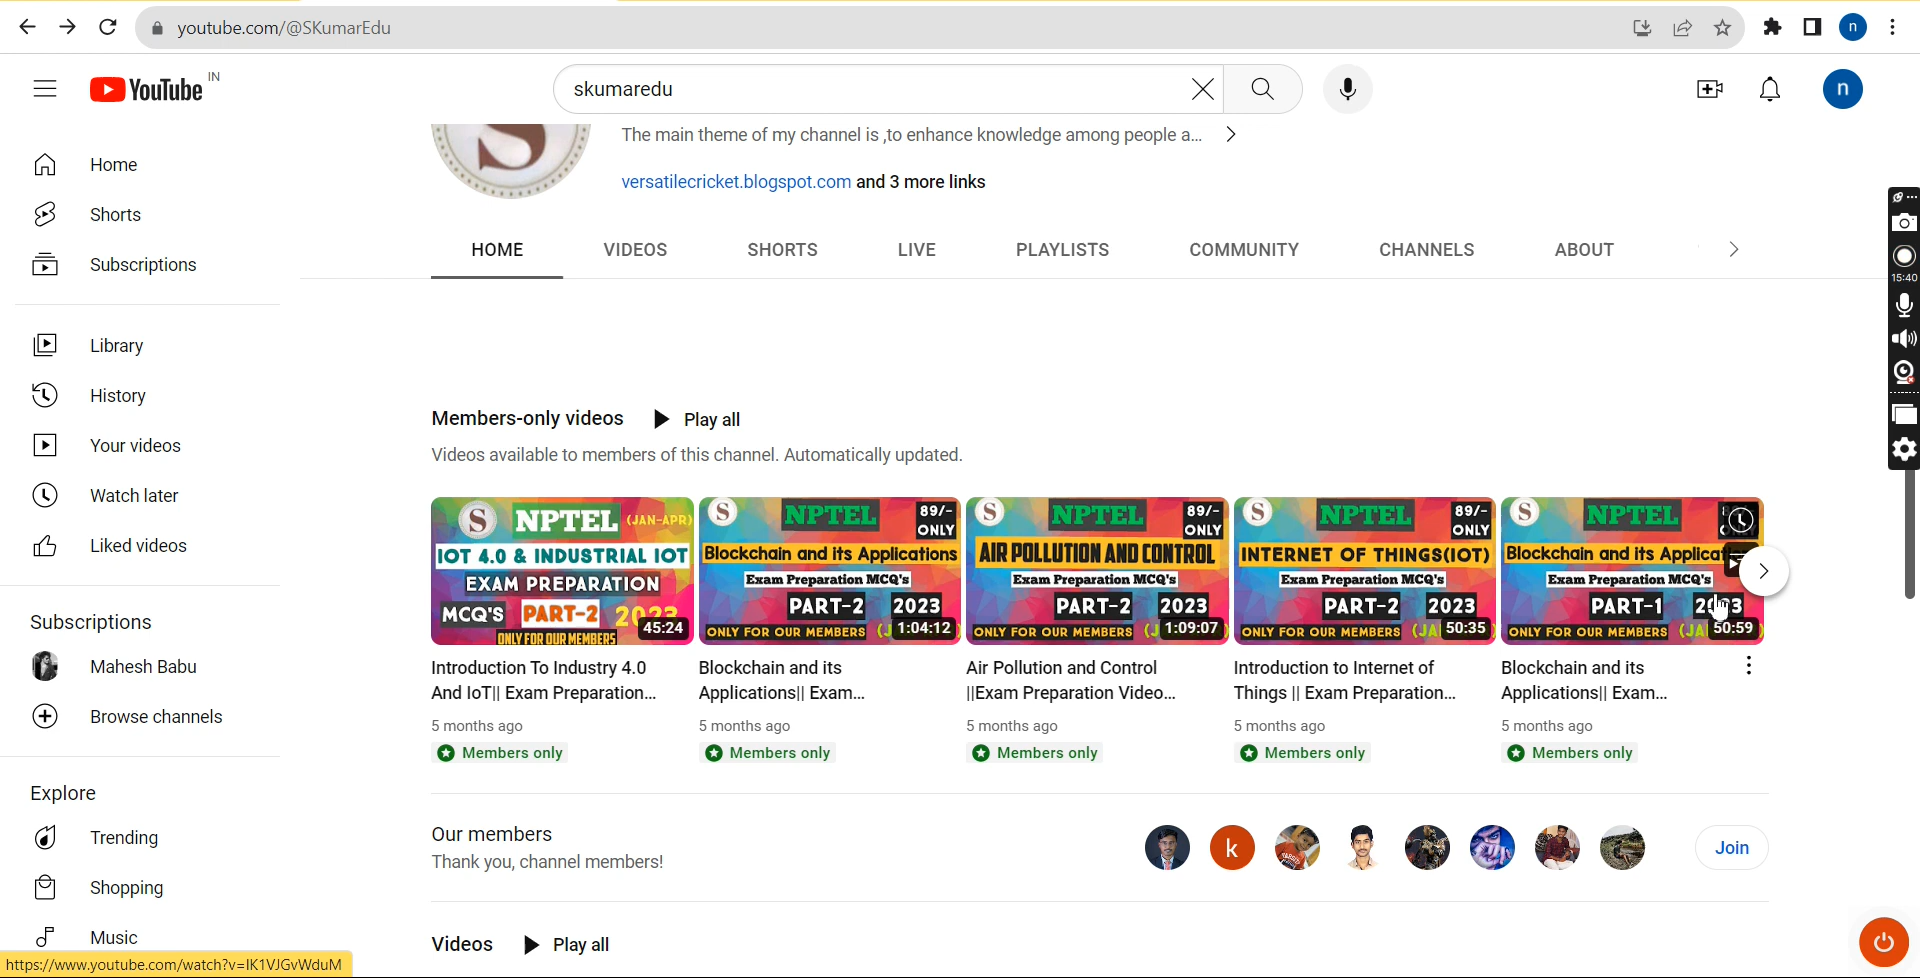 youtube.com/@SKumarEdu
n
YouTube IN
skumaredu
n
Home
Shorts
Subscriptions
Library
History
Your videos
Watch later
Liked videos
Subscriptions
Mahesh Babu
Browse channels
Explore
Trending
Shopping
Music
https://www.youtube.com/watch?v=IK1VJGvWduM
S
The main theme of my channel is ,to enhance knowledge among people a...
versatilecricket.blogspot.com and 3 more links
HOME VIDEOS SHORTS LIVE PLAYLISTS COMMUNITY CHANNELS ABOUT
15:40
Members-only videos Play all
Videos available to members of this channel. Automatically updated.
S NPTEL (JAN-APR)
IOT 4.0 & INDUSTRIAL IOT
EXAM PREPARATION
MCQ'S PART-2 2023
ONLY FOR OUR MEMBERS 45:24
Introduction To Industry 4.0
And IoT|| Exam Preparation...
5 months ago
Members only
S NPTEL 89/-
ONLY
Blockchain and its Applications
Exam Preparation MCQ's
PART-2 2023
ONLY FOR OUR MEMBERS 1:04:12
Blockchain and its
Applications|| Exam...
5 months ago
Members only
S NPTEL 89/-
ONLY
AIR POLLUTION AND CONTROL
Exam Preparation MCQ's
PART-2 2023
ONLY FOR OUR MEMBERS 1:09:07
Air Pollution and Control
||Exam Preparation Video...
5 months ago
Members only
S NPTEL 89/-
ONLY
INTERNET OF THINGS(IOT)
Exam Preparation MCQ's
PART-2 2023
ONLY FOR OUR MEMBERS (JA 50:35
Introduction to Internet of
Things || Exam Preparation...
5 months ago
Members only
S NPTEL
Blockchain and its Applicat
Exam Preparation MCQ's
PART-1 2023
ONLY FOR OUR MEMBERS (JA 50:59
Blockchain and its
Applications|| Exam...
5 months ago
Members only
Our members
Thank you, channel members!
k
Join
Videos Play all